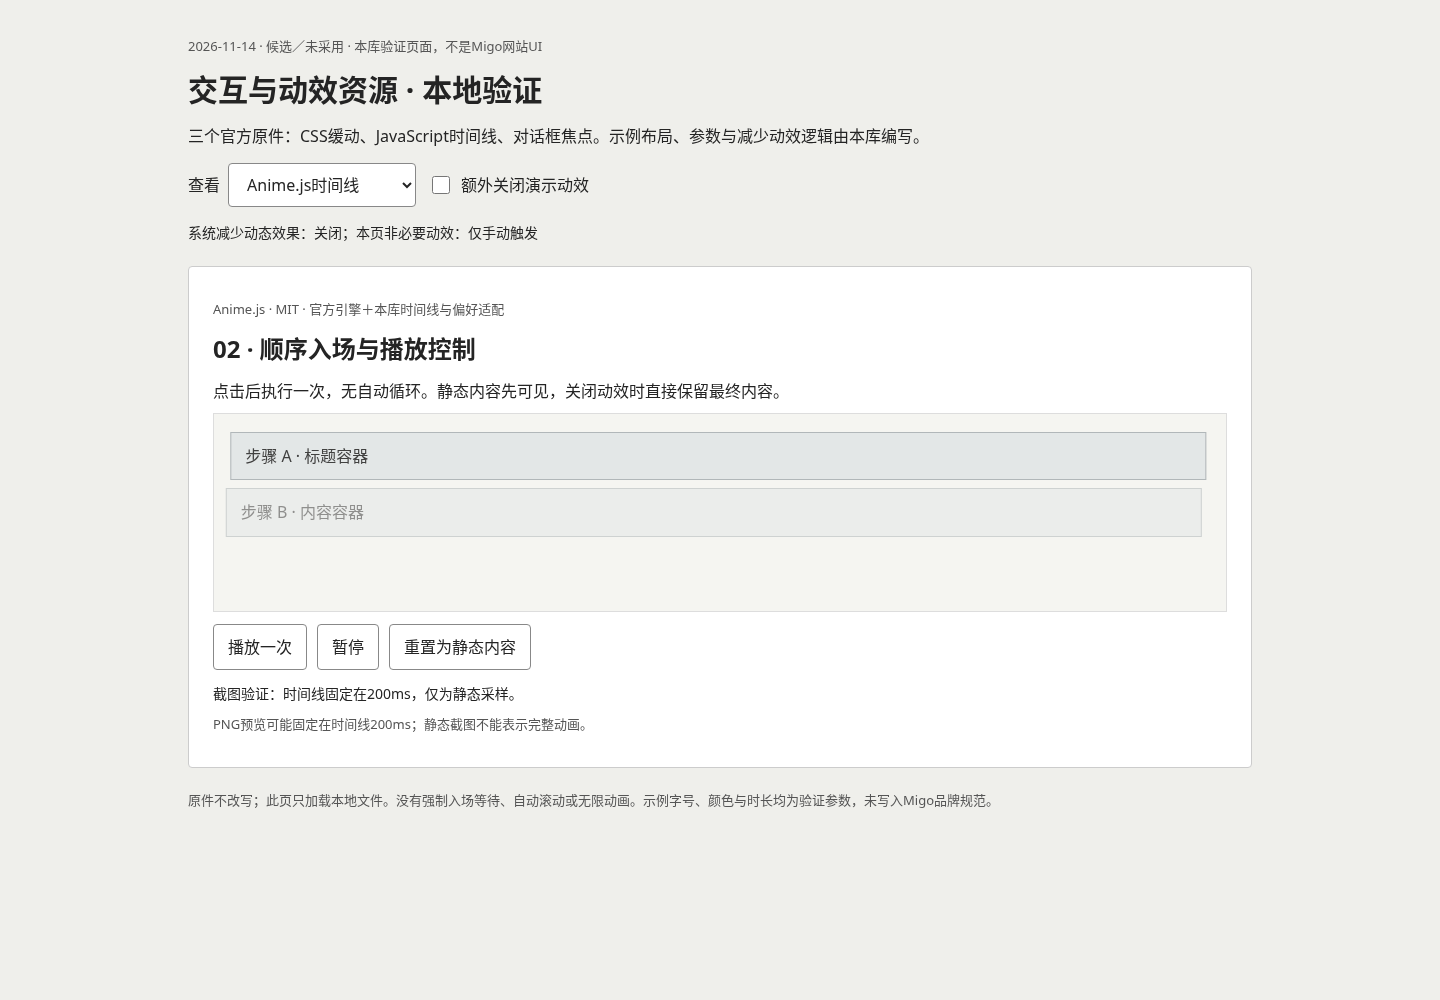 2026-11-14 · 候选／未采用 · 本库验证页面，不是Migo网站UI
交互与动效资源 · 本地验证
三个官方原件：CSS缓动、JavaScript时间线、对话框焦点。示例布局、参数与减少动效逻辑由本库编写。
查看 Anime.js时间线 额外关闭演示动效
系统减少动态效果：关闭；本页非必要动效：仅手动触发
Anime.js · MIT · 官方引擎＋本库时间线与偏好适配
02 · 顺序入场与播放控制
点击后执行一次，无自动循环。静态内容先可见，关闭动效时直接保留最终内容。
步骤 A · 标题容器
步骤 B · 内容容器
播放一次 暂停 重置为静态内容
截图验证：时间线固定在200ms，仅为静态采样。
PNG预览可能固定在时间线200ms；静态截图不能表示完整动画。
原件不改写；此页只加载本地文件。没有强制入场等待、自动滚动或无限动画。示例字号、颜色与时长均为验证参数，未写入Migo品牌规范。